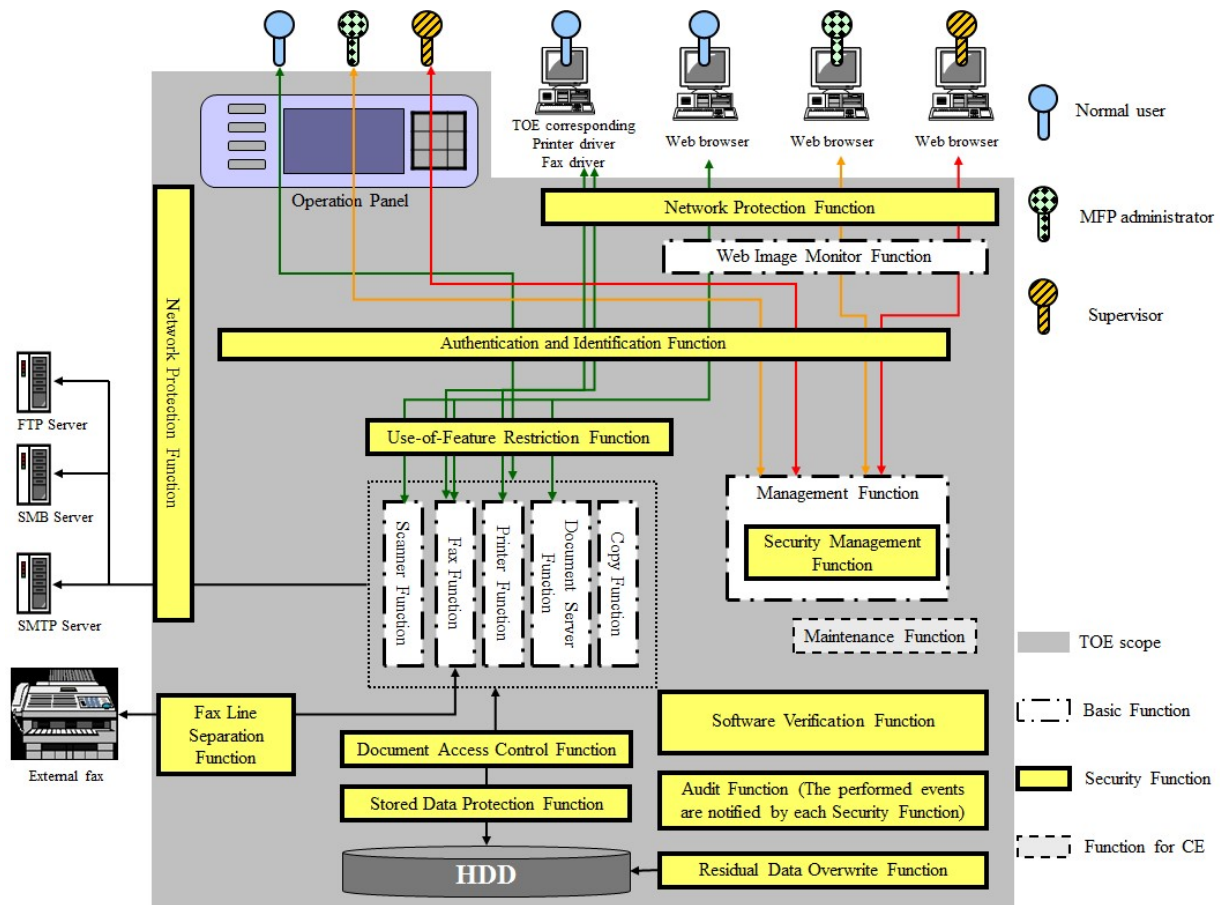 Normal user
TOE corresponding
Printer driver
Fax driver
Web browser
Web browser
Web browser
Operation Panel
Network Protection Function
MFP administrator
Web Image Monitor Function
Network Protection Function
Supervisor
Authentication and Identification Function
FTP Server
Use-of-Feature Restriction Function
SMB Server
Management Function
Security Management
Function
Scanner Function
Fax Function
Printer Function
Document Server
Function
Copy Function
SMTP Server
Maintenance Function
TOE scope
Fax Line
Separation
Function
External fax
Software Verification Function
Basic Function
Document Access Control Function
Security Function
Stored Data Protection Function
Audit Function (The performed events
are notified by each Security Function)
Function for CE
HDD
Residual Data Overwrite Function